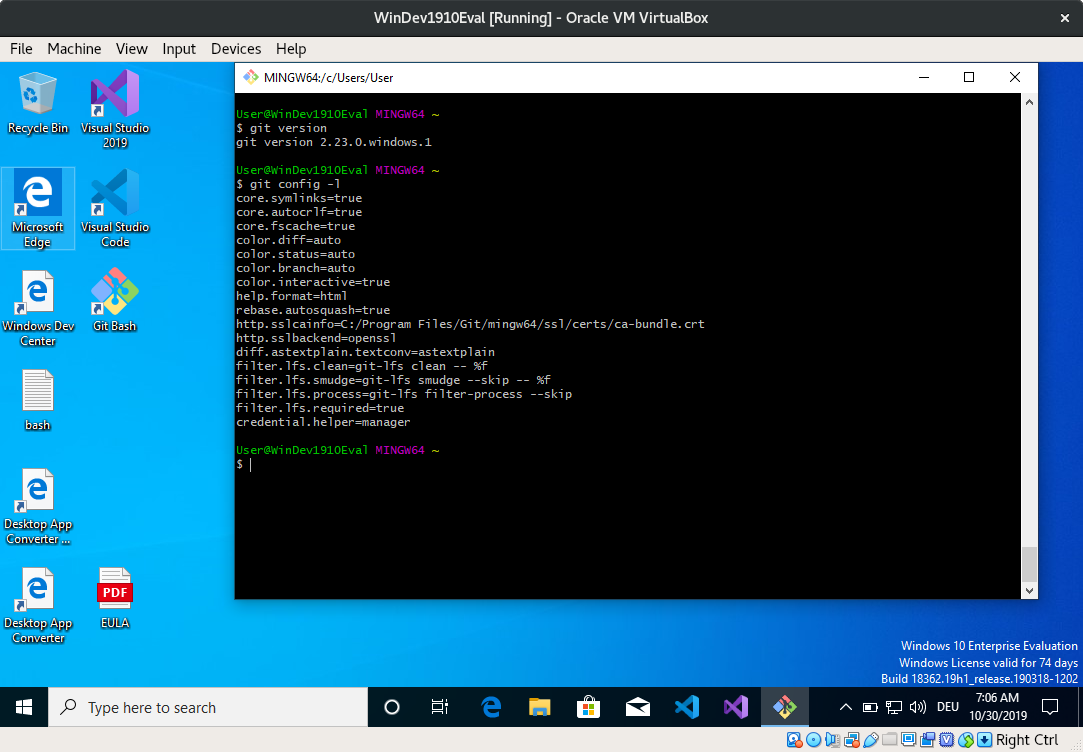 WinDev1910Eval [Running] - Oracle VM VirtualBox
File Machine View Input Devices Help
Recycle Bin
Visual Studio
2019
Microsoft
Edge
Visual Studio
Code
Windows Dev
Center
Git Bash
bash
Desktop App
Converter ...
Desktop App
Converter
PDF
EULA
MINGW64:/c/Users/User
User@WinDev1910Eval MINGW64 ~
$ git version
git version 2.23.0.windows.1
User@WinDev1910Eval MINGW64 ~
$ git config -l
core.symlinks=true
core.autocrlf=true
core.fscache=true
color.diff=auto
color.status=auto
color.branch=auto
color.interactive=true
help.format=html
rebase.autosquash=true
http.sslcainfo=C:/Program Files/Git/mingw64/ssl/certs/ca-bundle.crt
http.sslbackend=openssl
diff.astextplain.textconv=astextplain
filter.lfs.clean=git-lfs clean -- %f
filter.lfs.smudge=git-lfs smudge --skip -- %f
filter.lfs.process=git-lfs filter-process --skip
filter.lfs.required=true
credential.helper=manager
User@WinDev1910Eval MINGW64 ~
$
Windows 10 Enterprise Evaluation
Windows License valid for 74 days
Build 18362.19h1_release.190318-1202
Type here to search
DEU
7:06 AM
10/30/2019
Right Ctrl